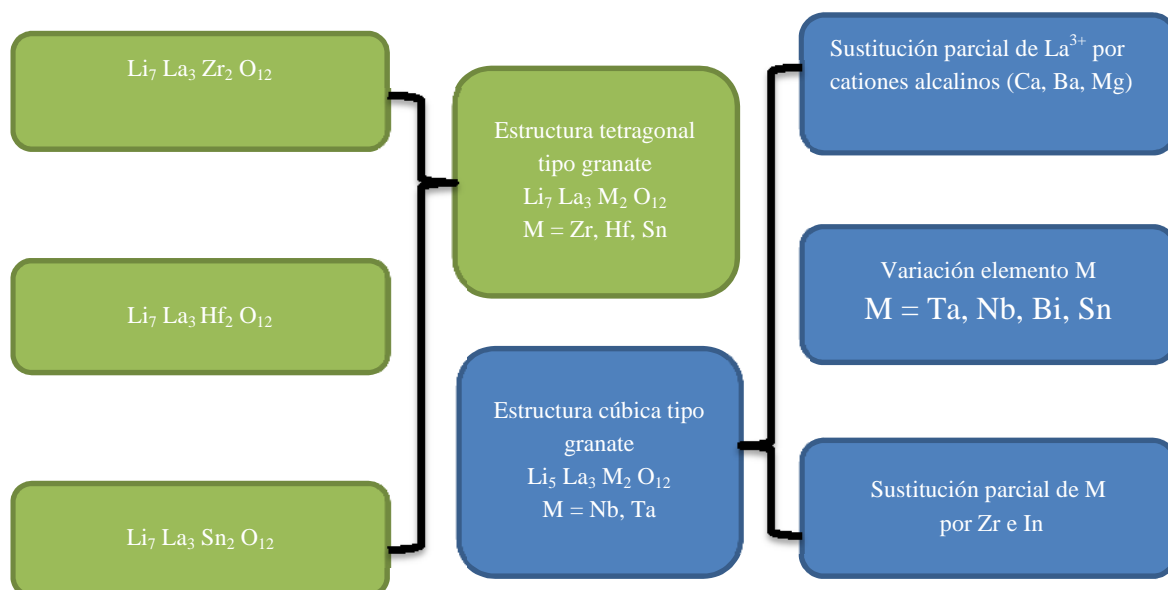 Li₇ La₃ Zr₂ O₁₂
Li₇ La₃ Hf₂ O₁₂
Li₇ La₃ Sn₂ O₁₂
Estructura tetragonal
tipo granate
Li₇ La₃ M₂ O₁₂
M = Zr, Hf, Sn
Estructura cúbica tipo
granate
Li₅ La₃ M₂ O₁₂
M = Nb, Ta
Sustitución parcial de La³⁺ por
cationes alcalinos (Ca, Ba, Mg)
Variación elemento M
M = Ta, Nb, Bi, Sn
Sustitución parcial de M
por Zr e In